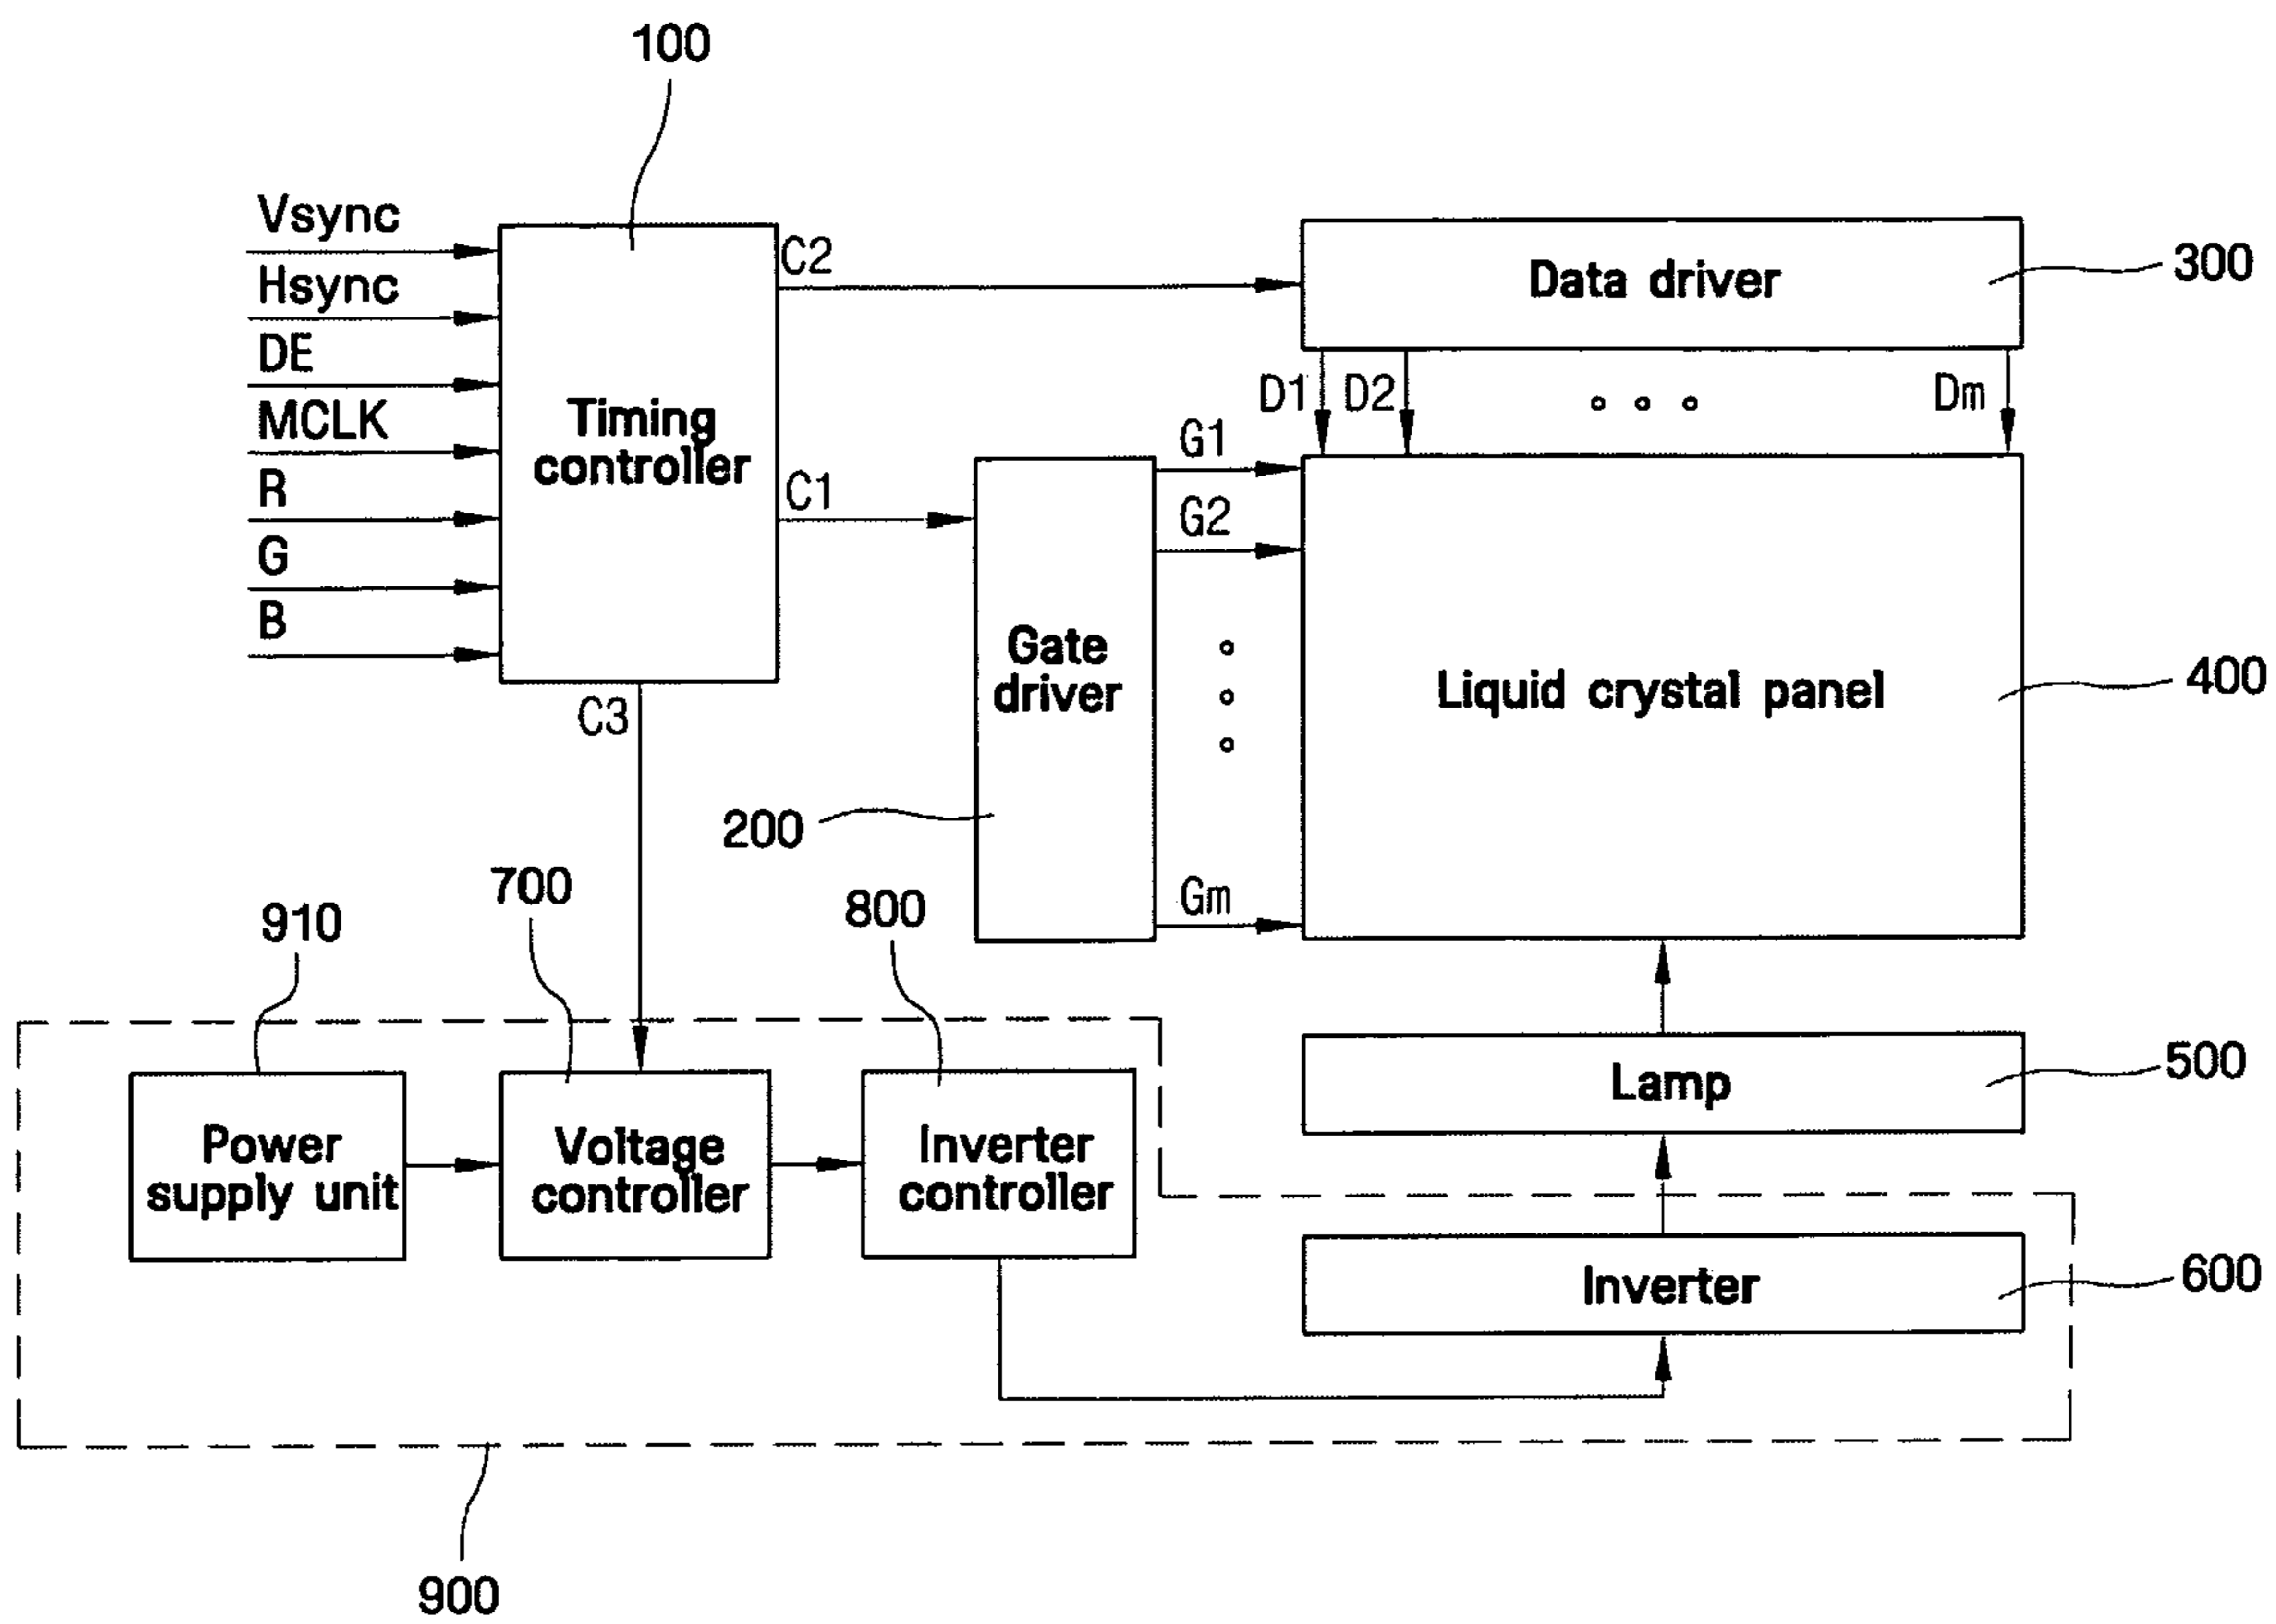 100
Vsync
Hsync
DE
MCLK
R
G
B
Timing
controller
C2
C1
C3
Data driver
300
D1
D2
Dm
G1
G2
Gm
Gate
driver
200
Liquid crystal panel
400
910
700
800
Power
supply unit
Voltage
controller
Inverter
controller
Lamp
500
Inverter
600
900